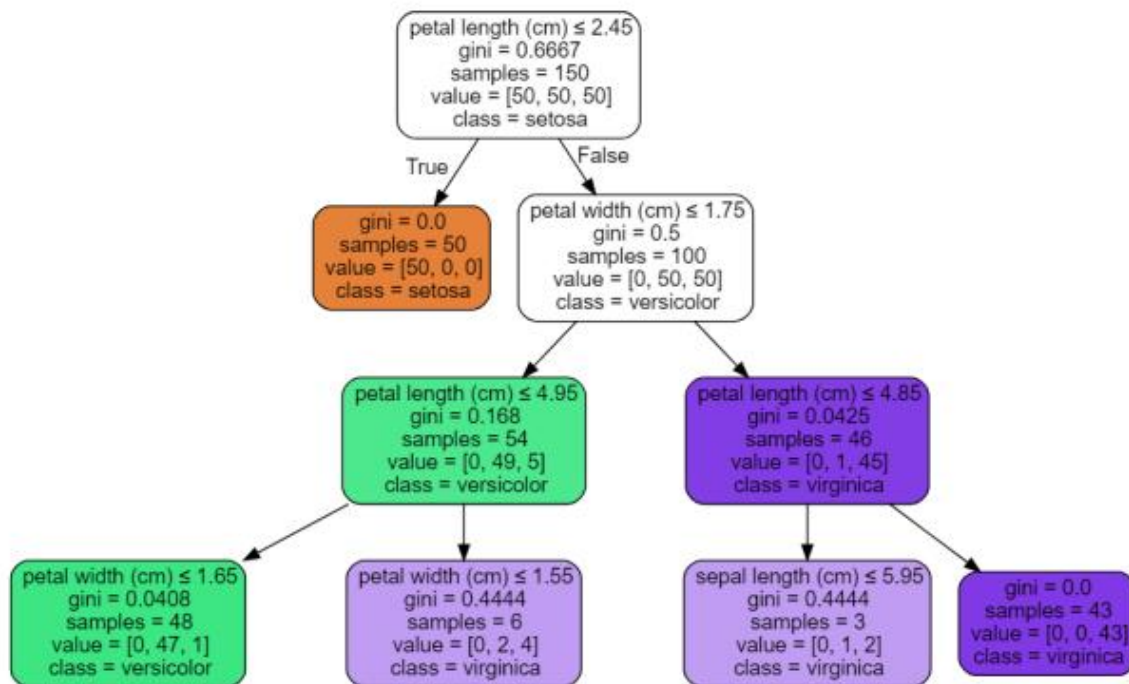 petal length (cm) ≤ 2.45
gini = 0.6667
samples = 150
value = [50, 50, 50]
class = setosa
True
False
gini = 0.0
samples = 50
value = [50, 0, 0]
class = setosa
petal width (cm) ≤ 1.75
gini = 0.5
samples = 100
value = [0, 50, 50]
class = versicolor
petal length (cm) ≤ 4.95
gini = 0.168
samples = 54
value = [0, 49, 5]
class = versicolor
petal length (cm) ≤ 4.85
gini = 0.0425
samples = 46
value = [0, 1, 45]
class = virginica
petal width (cm) ≤ 1.65
gini = 0.0408
samples = 48
value = [0, 47, 1]
class = versicolor
petal width (cm) ≤ 1.55
gini = 0.4444
samples = 6
value = [0, 2, 4]
class = virginica
sepal length (cm) ≤ 5.95
gini = 0.4444
samples = 3
value = [0, 1, 2]
class = virginica
gini = 0.0
samples = 43
value = [0, 0, 43]
class = virginica